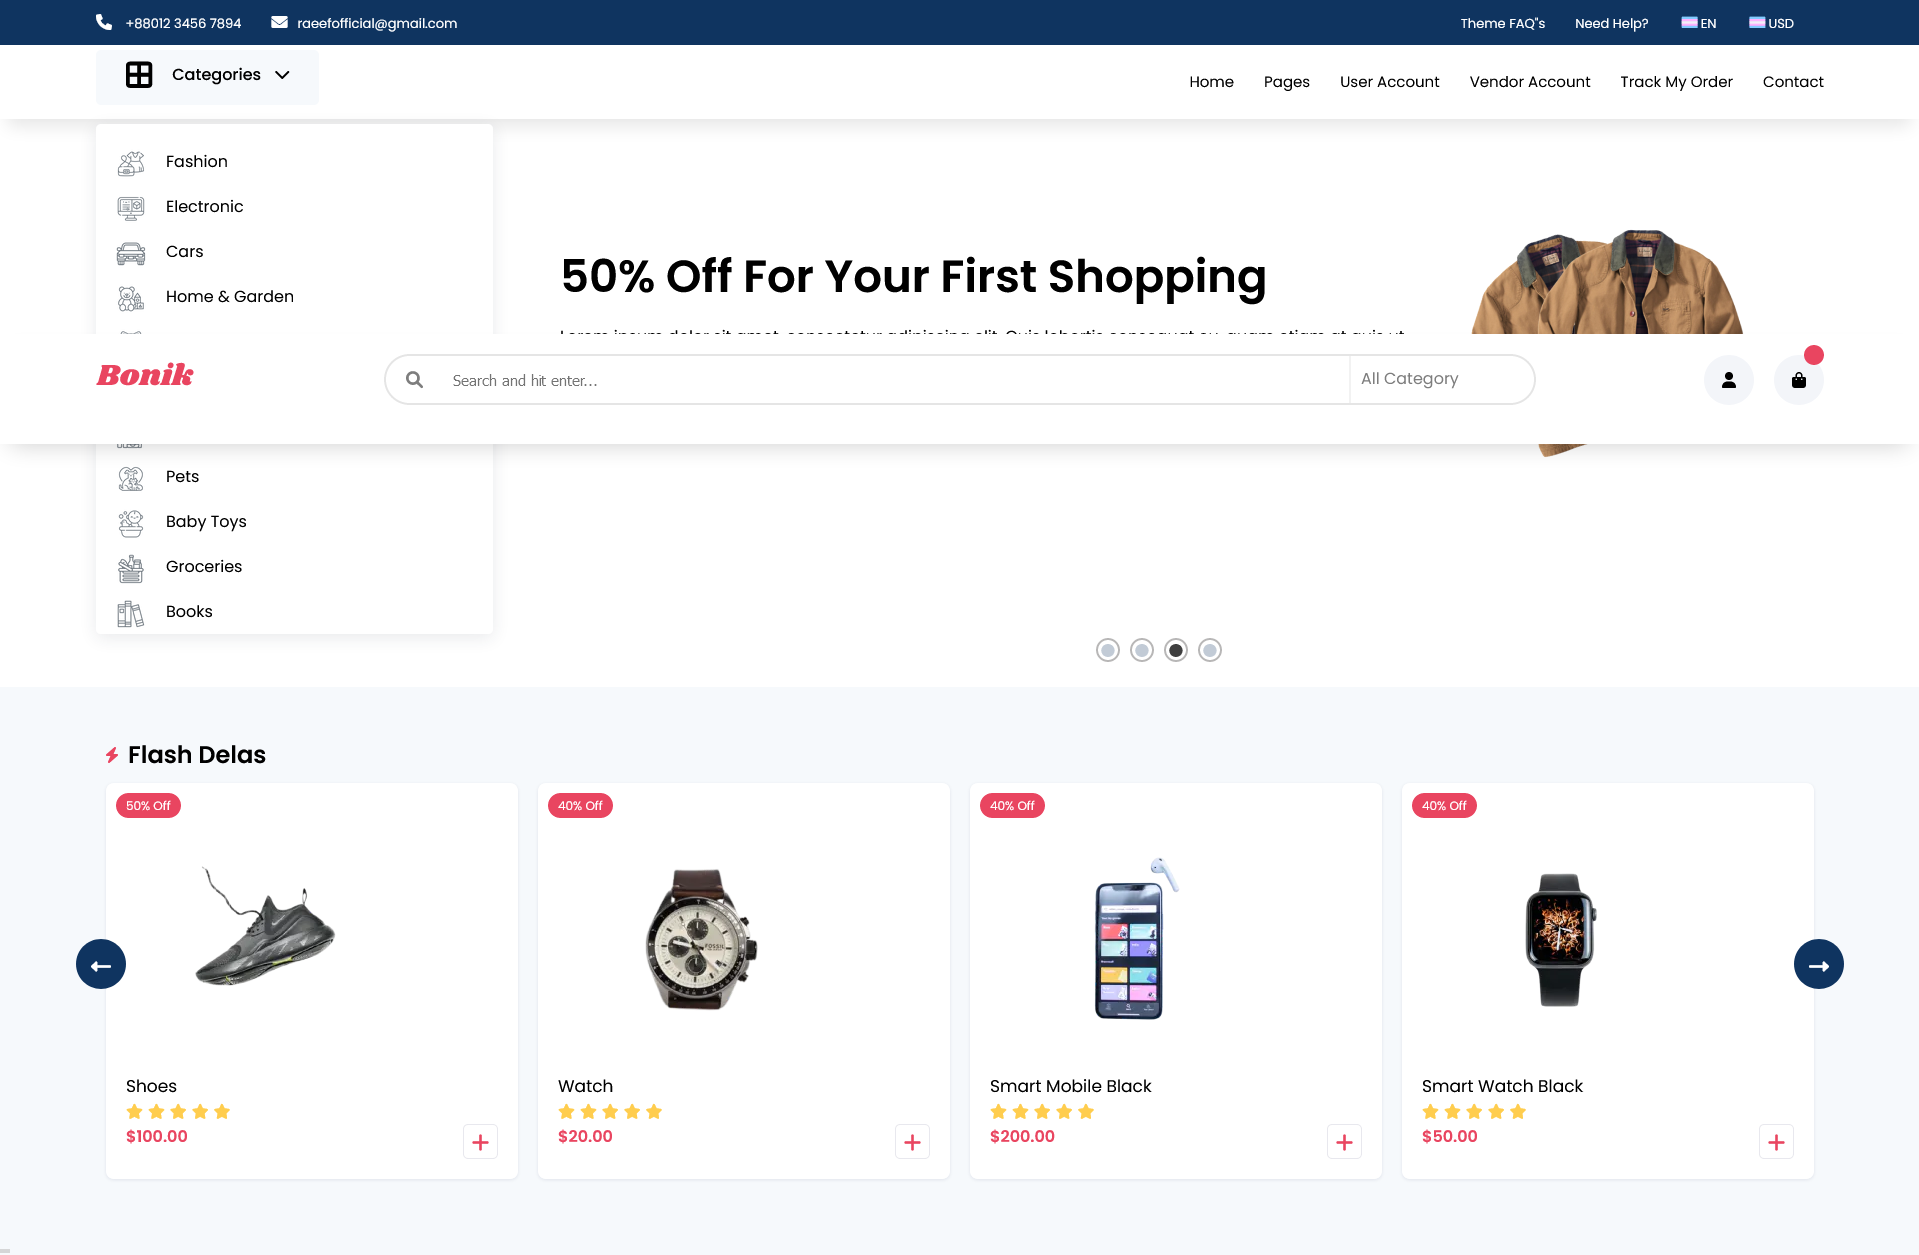 +88012 3456 7894 raeefofficial@gmail.com Theme FAQ"s Need Help? EN USD
Categories Home Pages User Account Vendor Account Track My Order Contact
Fashion
Electronic
Cars
Home & Garden
50% Off For Your First Shopping
Bonik Search and hit enter... All Category
Pets
Baby Toys
Groceries
Books
Flash Delas
50% Off 40% Off 40% Off 40% Off
FOSSIL
Shoes Watch Smart Mobile Black Smart Watch Black
$100.00 $20.00 $200.00 $50.00